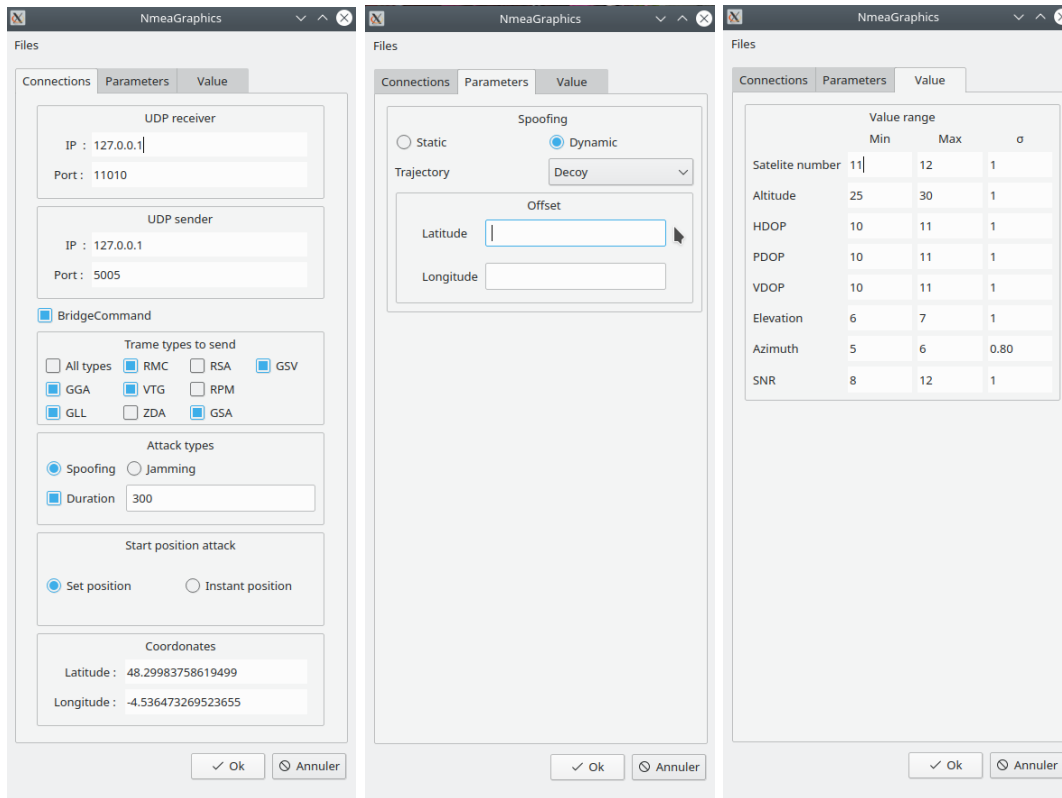 NmeaGraphics
Files
Connections Parameters Value
UDP receiver
IP : 127.0.0.1
Port : 11010
UDP sender
IP : 127.0.0.1
Port : 5005
BridgeCommand
Trame types to send
All types RMC RSA GSV
GGA VTG RPM
GLL ZDA GSA
Attack types
Spoofing Jamming
Duration 300
Start position attack
Set position Instant position
Coordonates
Latitude : 48.29983758619499
Longitude : -4.536473269523655
Ok Annuler
NmeaGraphics
Files
Connections Parameters Value
Spoofing
Static Dynamic
Trajectory Decoy
Offset
Latitude
Longitude
Ok Annuler
NmeaGraphics
Files
Connections Parameters Value
Value range
Min Max σ
Satelite number 11 12 1
Altitude 25 30 1
HDOP 10 11 1
PDOP 10 11 1
VDOP 10 11 1
Elevation 6 7 1
Azimuth 5 6 0.80
SNR 8 12 1
Ok Annuler